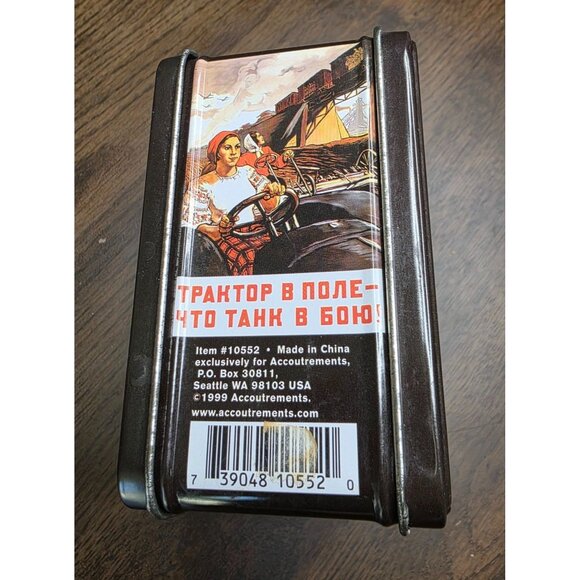 ТРАКТОР В ПОЛЕ—
ЧТО ТАНК В БОЮ!
Item #10552 • Made in China
exclusively for Accoutrements,
P.O. Box 30811,
Seattle WA 98103 USA
©1999 Accoutrements.
www.accoutrements.com
7 39048 10552 0